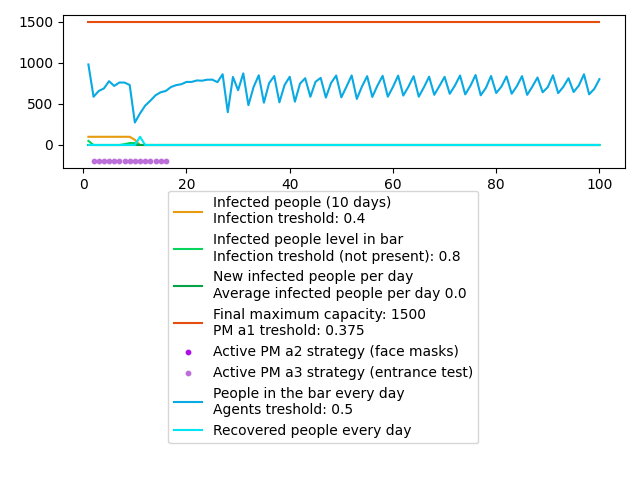 1500
1000
500
0
0
20
40
60
80
100
Infected people (10 days)
Infection treshold: 0.4
Infected people level in bar
Infection treshold (not present): 0.8
New infected people per day
Average infected people per day 0.0
Final maximum capacity: 1500
PM a1 treshold: 0.375
Active PM a2 strategy (face masks)
Active PM a3 strategy (entrance test)
People in the bar every day
Agents treshold: 0.5
Recovered people every day